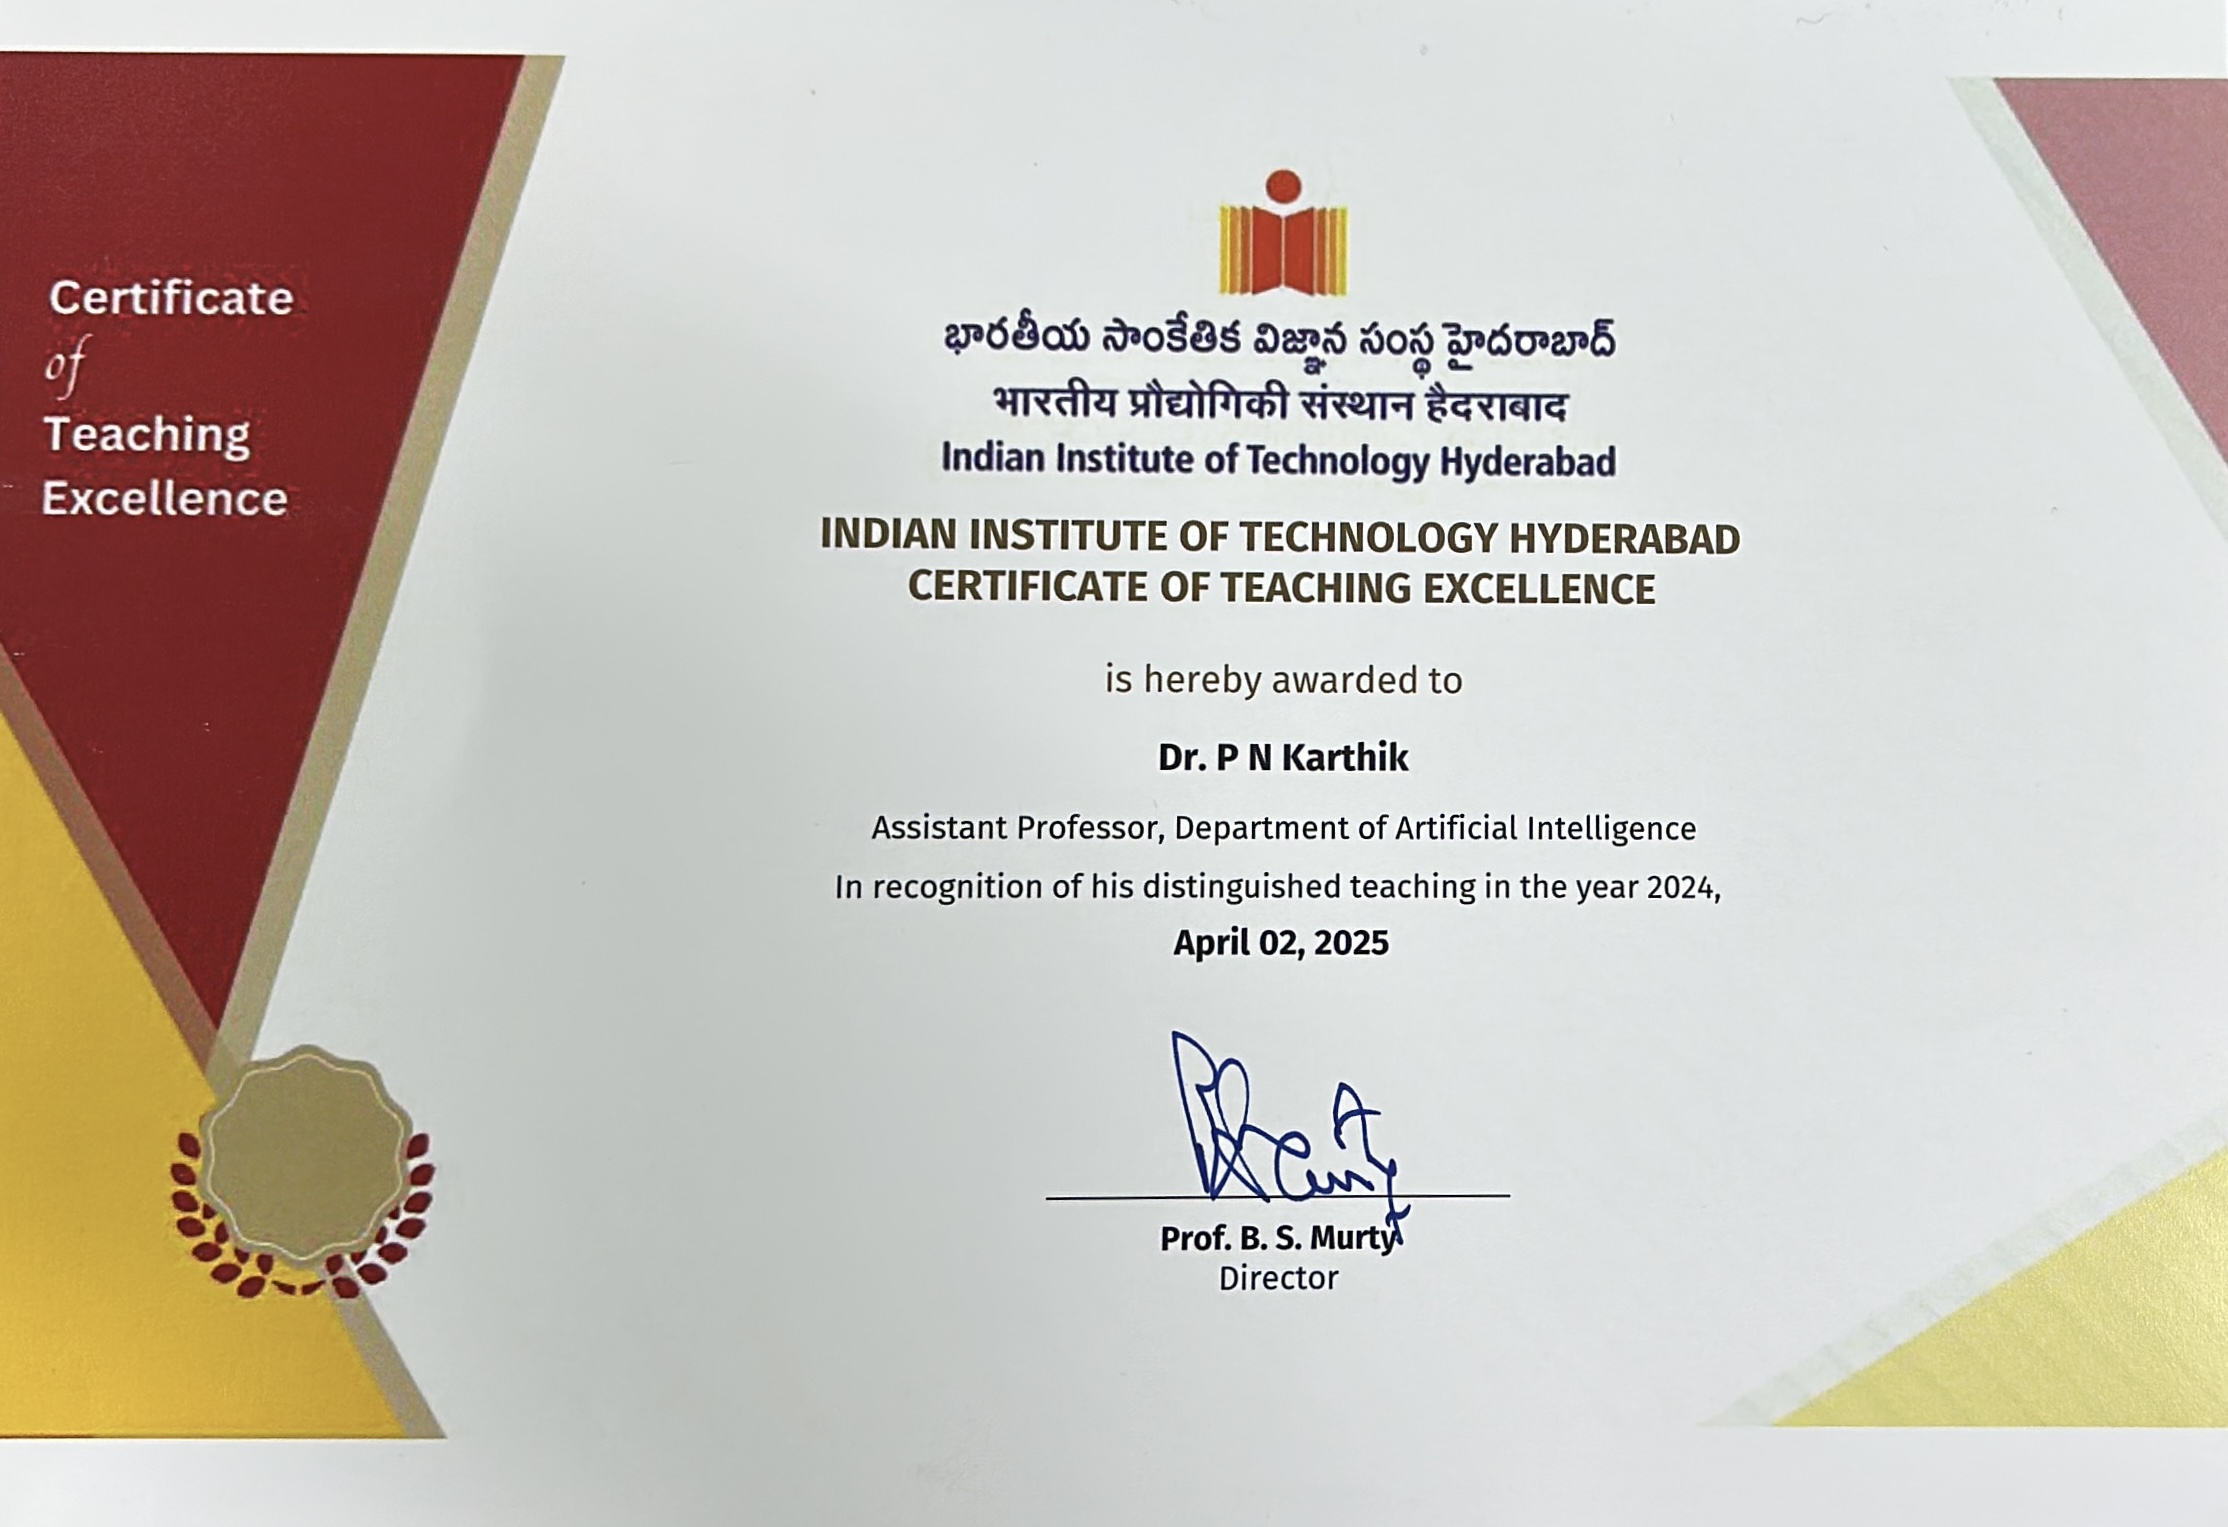 Certificate
of
Teaching
Excellence
భారతీయ సాంకేతిక విజ్ఞాన సంస్థ హైదరాబాద్
भारतीय प्रौद्योगिकी संस्थान हैदराबाद
Indian Institute of Technology Hyderabad
INDIAN INSTITUTE OF TECHNOLOGY HYDERABAD
CERTIFICATE OF TEACHING EXCELLENCE
is hereby awarded to
Dr. P N Karthik
Assistant Professor, Department of Artificial Intelligence
In recognition of his distinguished teaching in the year 2024,
April 02, 2025
Prof. B. S. Murty
Director